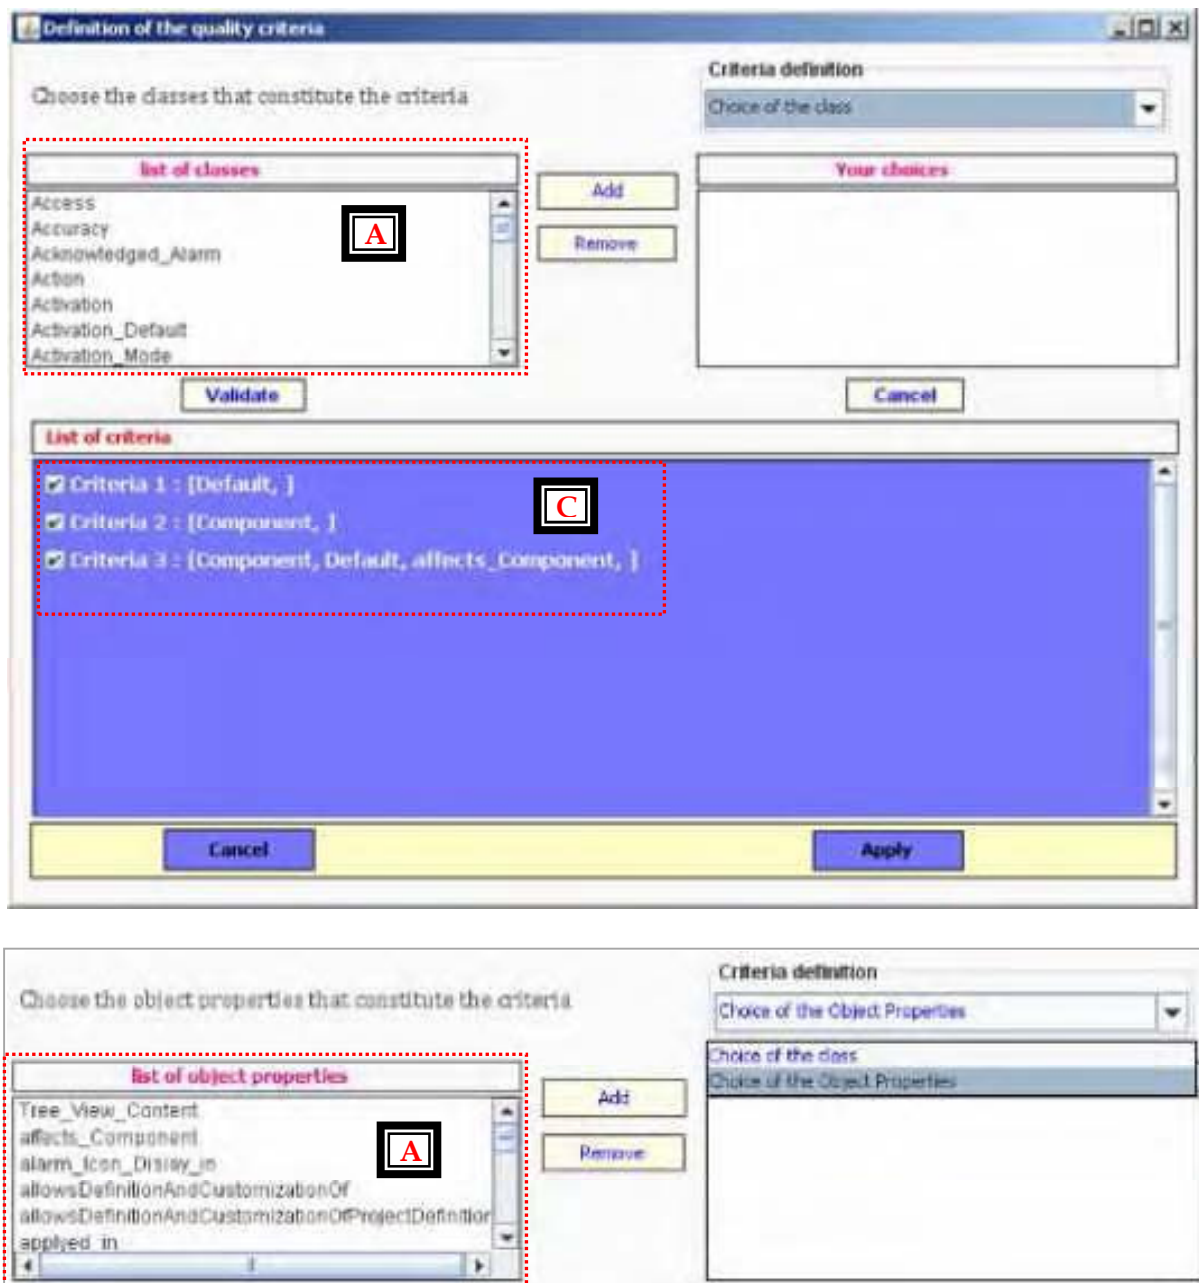 Definition of the quality criteria
Criteria definition
Choose the classes that constitute the criteria
Choice of the class
list of classes
Your choices
Access
Accuracy
Acknowledged_Alarm
Action
Activation
Activation_Default
Activation_Mode
A
Add
Remove
Validate
Cancel
List of criteria
Criteria 1 : [Default, ]
Criteria 2 : [Component, ]
Criteria 3 : [Component, Default, affects_Component, ]
C
Cancel
Apply
Criteria definition
Choose the object properties that constitute the criteria
Choice of the Object Properties
Choice of the class
Choice of the Object Properties
list of object properties
Tree_View_Content
affects_Component
alarm_Icon_Display_in
allowsDefinitionAndCustomizationOf
allowsDefinitionAndCustomizationOfProjectDefinition
applyed_in
A
Add
Remove